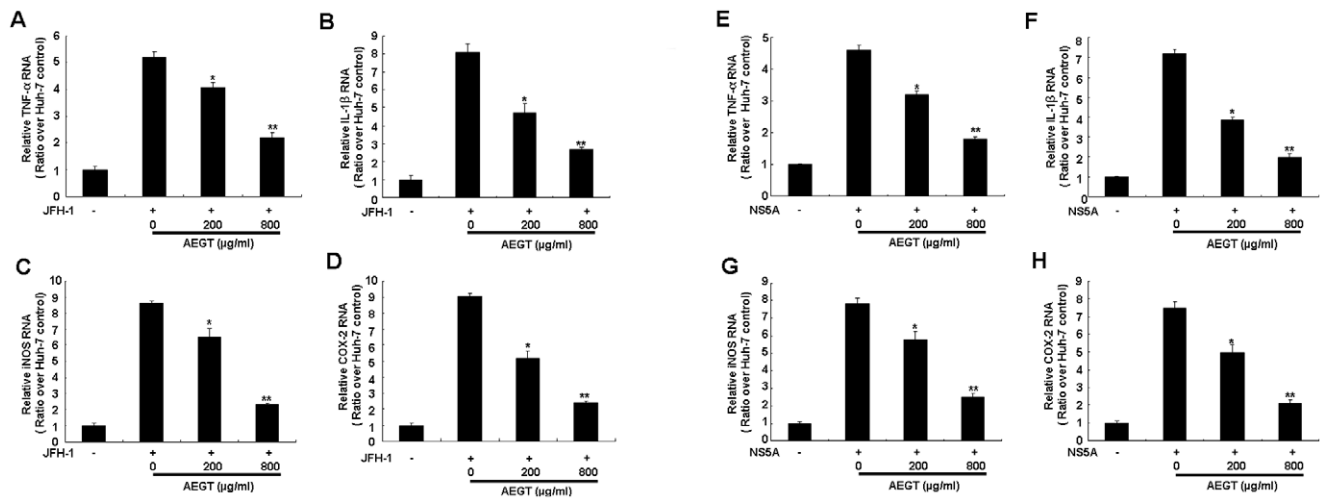 A
Relative TNF-α RNA
( Ratio over Huh-7 control)
6
5
4
3
2
1
0
*
**
JFH-1 - + + +
0 200 800
AEGT (µg/ml)
B
Relative IL-1β RNA
( Ratio over Huh-7 control)
9
8
7
6
5
4
3
2
1
0
*
**
JFH-1 - + + +
0 200 800
AEGT (µg/ml)
E
Relative TNF-α RNA
( Ratio over Huh-7 control)
5
4
3
2
1
0
*
**
NS5A - + + +
0 200 800
AEGT (µg/ml)
F
Relative IL-1β RNA
( Ratio over Huh-7 control)
8
7
6
5
4
3
2
1
0
*
**
NS5A - + + +
0 200 800
AEGT (µg/ml)
C
Relative iNOS RNA
( Ratio over Huh-7 control)
10
9
8
7
6
5
4
3
2
1
0
*
**
JFH-1 - + + +
0 200 800
AEGT (µg/ml)
D
Relative COX-2 RNA
( Ratio over Huh-7 control)
10
9
8
7
6
5
4
3
2
1
0
*
**
JFH-1 - + + +
0 200 800
AEGT (µg/ml)
G
Relative iNOS RNA
( Ratio over Huh-7 control)
9
8
7
6
5
4
3
2
1
0
*
**
NS5A - + + +
0 200 800
AEGT (µg/ml)
H
Relative COX-2 RNA
( Ratio over Huh-7 control)
9
8
7
6
5
4
3
2
1
0
*
**
NS5A - + + +
0 200 800
AEGT (µg/ml)